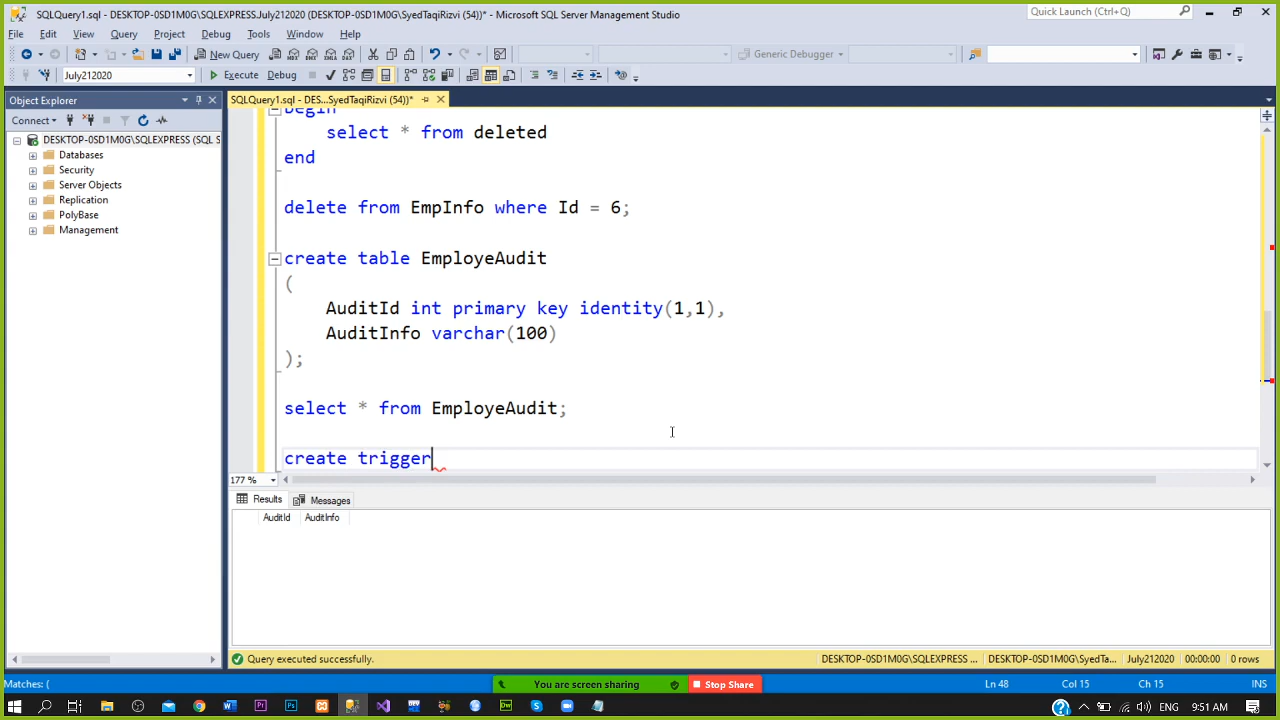 SQLQuery1.sql - DESKTOP-0SD1M0G\SQLEXPRESS.July212020 (DESKTOP-0SD1M0G\SyedTaqiRizvi (54))* - Microsoft SQL Server Management Studio
Quick Launch (Ctrl+Q)
File Edit View Query Project Debug Tools Window Help
New Query
Generic Debugger
July212020
Execute Debug
Object Explorer
SQLQuery1.sql - DES...SyedTaqiRizvi (54))*
Connect
DESKTOP-0SD1M0G\SQLEXPRESS (SQL S
Databases
Security
Server Objects
Replication
PolyBase
Management
begin
select * from deleted
end
delete from EmpInfo where Id = 6;
create table EmployeAudit
(
AuditId int primary key identity(1,1),
AuditInfo varchar(100)
);
select * from EmployeAudit;
create trigger
177 %
Results Messages
AuditId AuditInfo
Query executed successfully.
DESKTOP-0SD1M0G\SQLEXPRESS ... DESKTOP-0SD1M0G\SyedTa... July212020 00:00:00 0 rows
Matches: (
You are screen sharing
Stop Share
Ln 48 Col 15 Ch 15 INS
ENG 9:51 AM